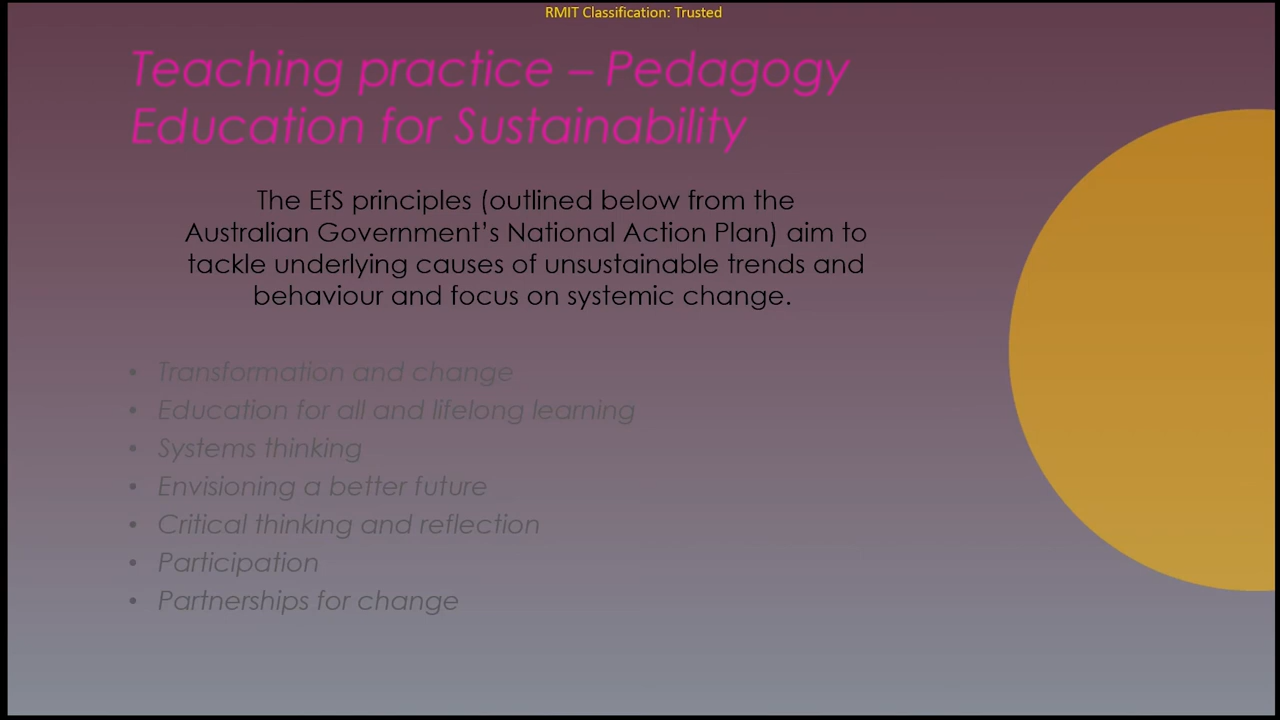 RMIT Classification: Trusted
Teaching practice – Pedagogy
Education for Sustainability
The EfS principles (outlined below from the
Australian Government’s National Action Plan) aim to
tackle underlying causes of unsustainable trends and
behaviour and focus on systemic change.
• Transformation and change
• Education for all and lifelong learning
• Systems thinking
• Envisioning a better future
• Critical thinking and reflection
• Participation
• Partnerships for change